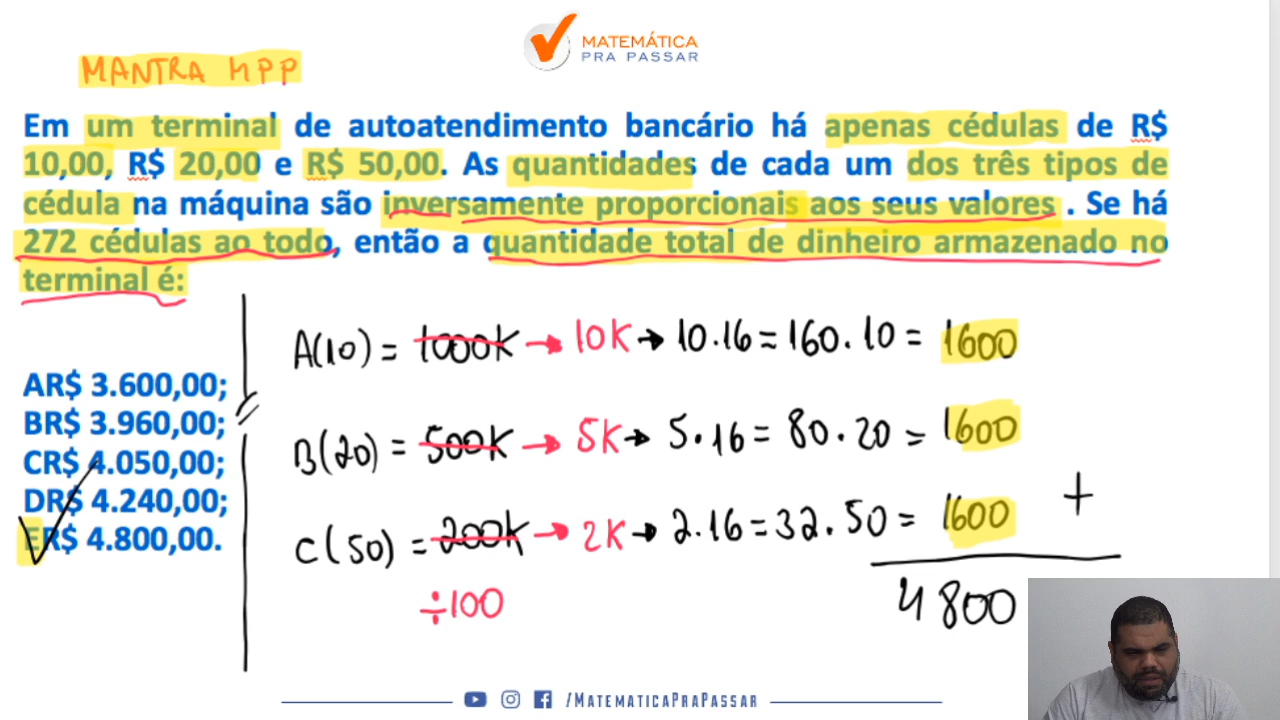 MATEMÁTICA
PRA PASSAR
MANTRA MPP
Em um terminal de autoatendimento bancário há apenas cédulas de R$
10,00, R$ 20,00 e R$ 50,00. As quantidades de cada um dos três tipos de
cédula na máquina são inversamente proporcionais aos seus valores . Se há
272 cédulas ao todo, então a quantidade total de dinheiro armazenado no
terminal é:
AR$ 3.600,00;
BR$ 3.960,00;
CR$ 4.050,00;
DR$ 4.240,00;
ER$ 4.800,00.
A(10) = 1000K → 10K → 10.16 = 160.10 = 1600
B(20) = 500K → 5K → 5.16 = 80.20 = 1600
C(50) = 200K → 2K → 2.16 = 32.50 = 1600 +
÷100
4800
/MATEMATICAPRAPASSAR